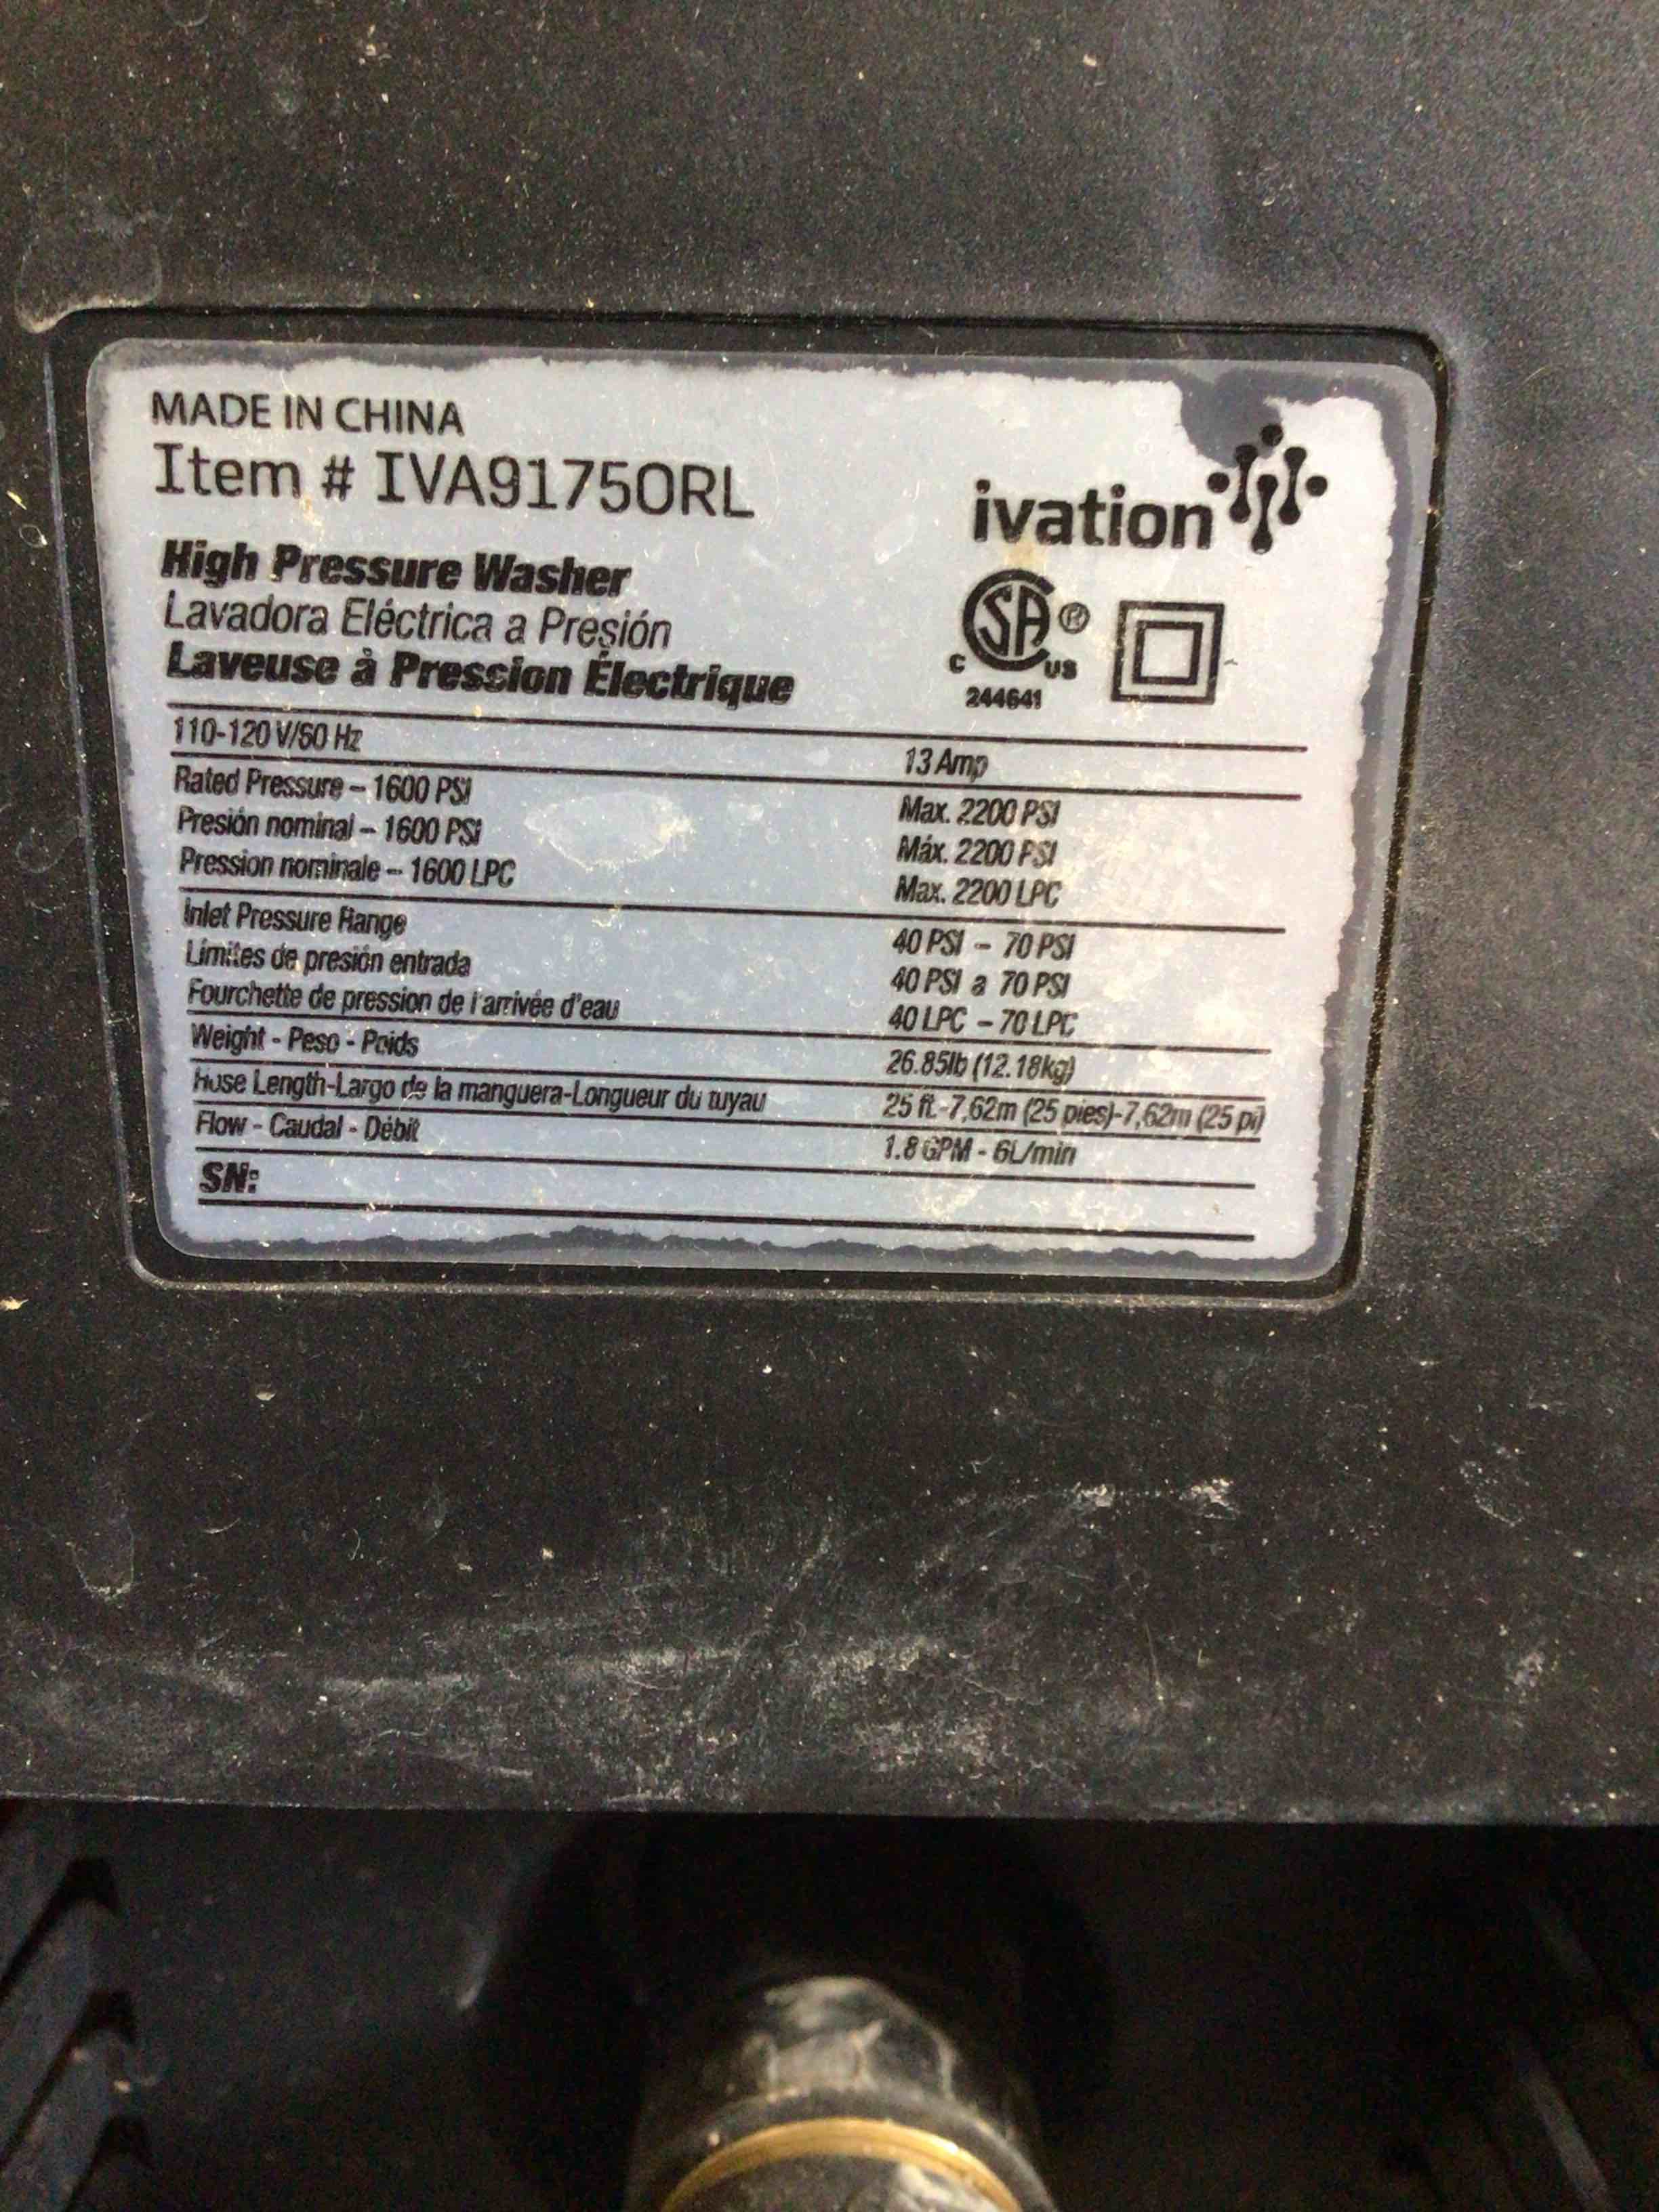 MADE IN CHINA
Item # IVA9175ORL
ivation
High Pressure Washer
Lavadora Eléctrica a Presión
Laveuse à Pression Électrique
CSA ®
C US
244641
110-120 V/60 Hz 13 Amp
Rated Pressure – 1600 PSI Max. 2200 PSI
Presión nominal – 1600 PSI Máx. 2200 PSI
Pression nominale – 1600 LPC Max. 2200 LPC
Inlet Pressure Range 40 PSI – 70 PSI
Límites de presión entrada 40 PSI a 70 PSI
Fourchette de pression de l'arrivée d'eau 40 LPC – 70 LPC
Weight - Peso - Poids 26.85lb (12.18kg)
Hose Length-Largo de la manguera-Longueur du tuyau 25 ft.-7,62m (25 pies)-7,62m (25 pi)
Flow - Caudal - Débit 1.8 GPM - 6L/min
SN: